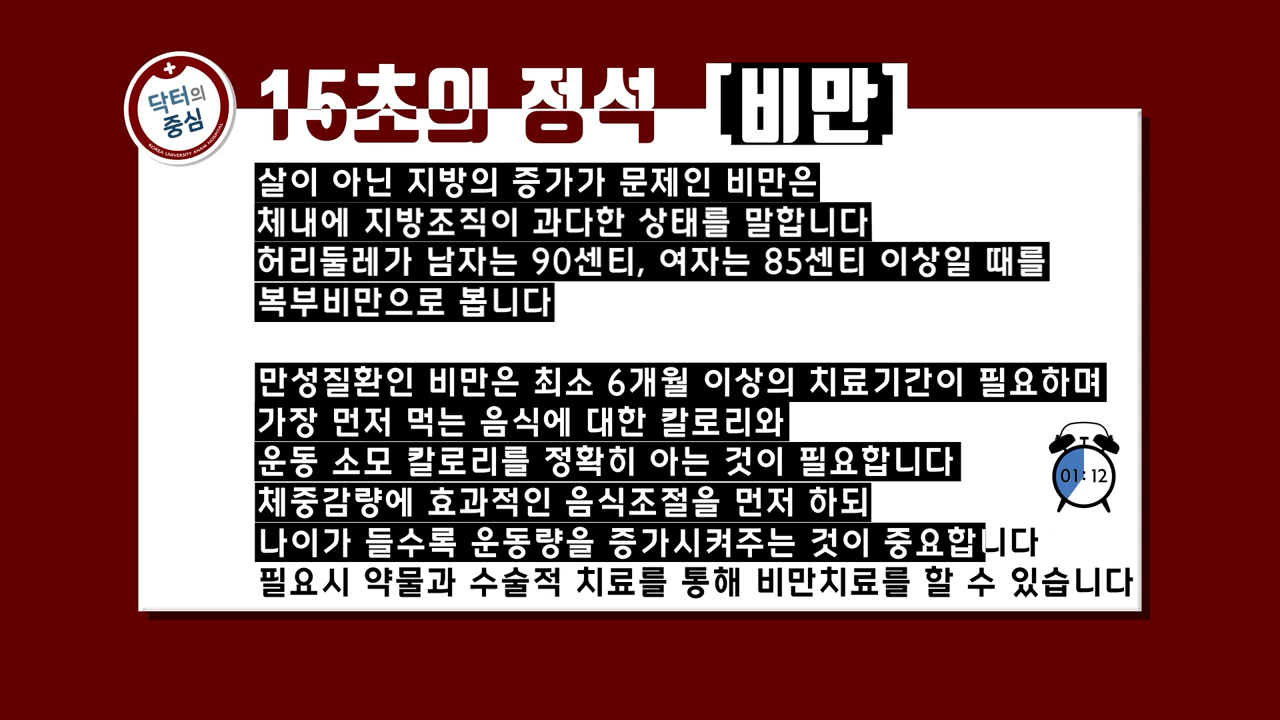 닥터의
중심
KOREA UNIVERSITY ANAM HOSPITAL
15초의 정석 [비만]
살이 아닌 지방의 증가가 문제인 비만은
체내에 지방조직이 과다한 상태를 말합니다
허리둘레가 남자는 90센티, 여자는 85센티 이상일 때를
복부비만으로 봅니다
만성질환인 비만은 최소 6개월 이상의 치료기간이 필요하며
가장 먼저 먹는 음식에 대한 칼로리와
운동 소모 칼로리를 정확히 아는 것이 필요합니다
체중감량에 효과적인 음식조절을 먼저 하되
나이가 들수록 운동량을 증가시켜주는 것이 중요합니다
필요시 약물과 수술적 치료를 통해 비만치료를 할 수 있습니다
01:12